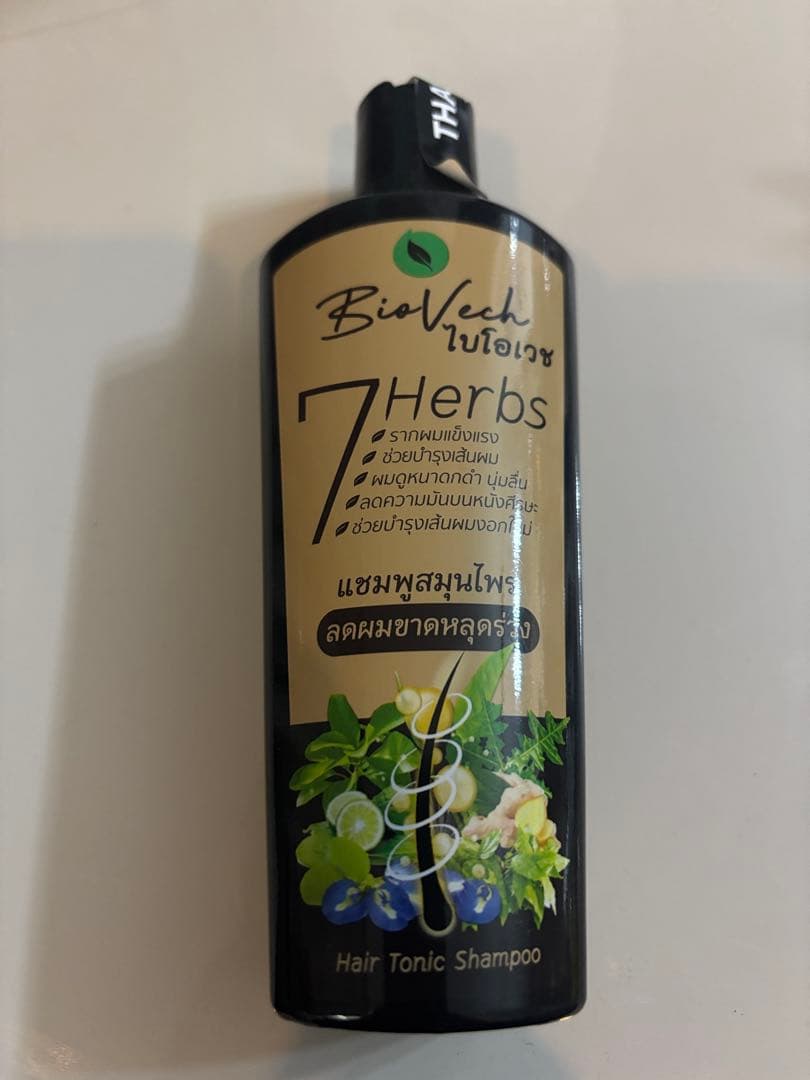 BioVech
ไบโอเวช
7 Herbs
รากผมแข็งแรง
ช่วยบำรุงเส้นผม
ผมดูหนาดกดำ นุ่มลื่น
ลดความมันบนหนังศีรษะ
ช่วยบำรุงเส้นผมงอกใหม่
แชมพูสมุนไพร
ลดผมขาดหลุดร่วง
Hair Tonic Shampoo